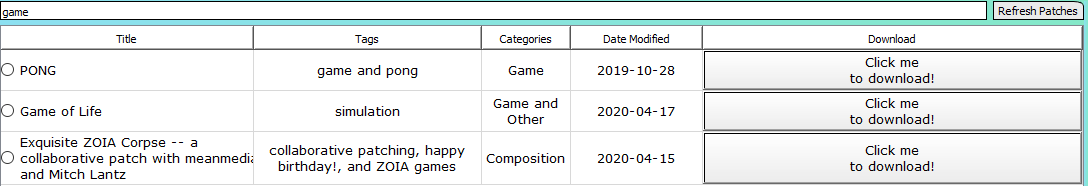 game
Refresh Patches
Title Tags Categories Date Modified Download
PONG game and pong Game 2019-10-28 Click me
to download!
Game of Life simulation Game and
Other 2020-04-17 Click me
to download!
Exquisite ZOIA Corpse -- a
collaborative patch with meanmedia
and Mitch Lantz
collaborative patching, happy
birthday!, and ZOIA games
Composition 2020-04-15 Click me
to download!